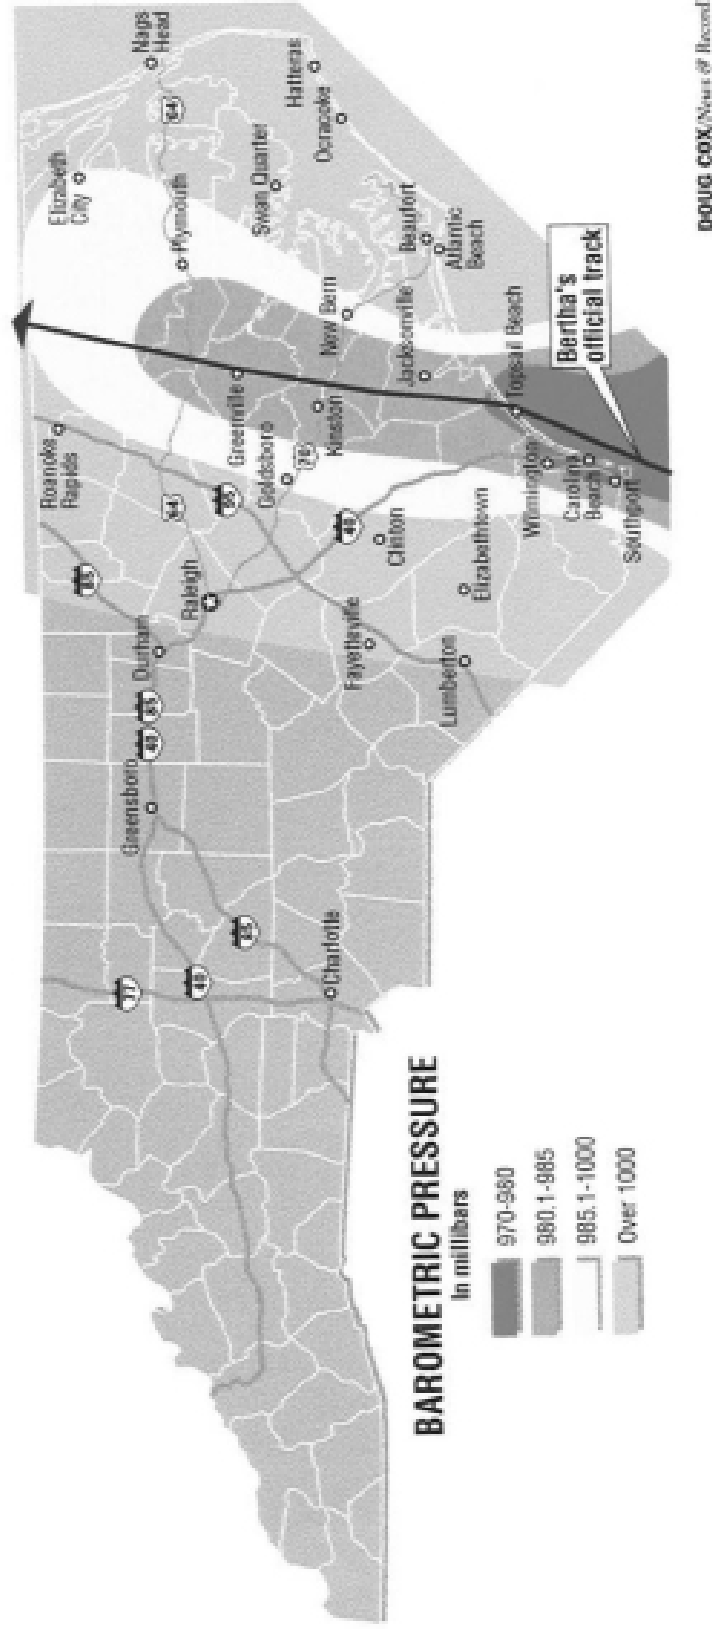 Nags
Head
64
Hatteras
Ocracoke
Elizabeth
City
Plymouth
Swan Quarter
Beaufort
Atlantic
Beach
New Bern
Jacksonville
Topsail Beach
Bertha's
official track
Roanoke
Rapids
Greenville
Goldsboro
Kinston
70
64
95
40
Wilmington
Carolina
Beach
Southport
Clinton
Elizabethtown
85
Raleigh
Durham
Fayetteville
Lumberton
40
85
Greensboro
85
77
40
Charlotte
BAROMETRIC PRESSURE
In millibars
970-980
980.1-985
985.1-1000
Over 1000
DOUG COX/News & Record